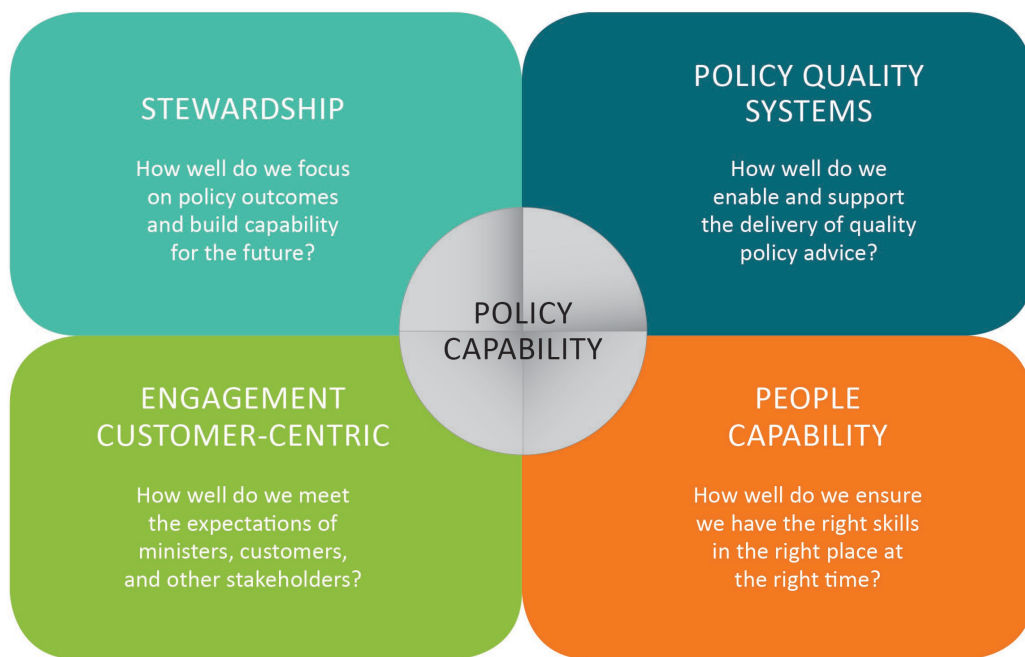 STEWARDSHIP
How well do we focus
on policy outcomes
and build capability
for the future?
POLICY QUALITY
SYSTEMS
How well do we
enable and support
the delivery of quality
policy advice?
POLICY
CAPABILITY
ENGAGEMENT
CUSTOMER-CENTRIC
How well do we meet
the expectations of
ministers, customers,
and other stakeholders?
PEOPLE
CAPABILITY
How well do we ensure
we have the right skills
in the right place at
the right time?